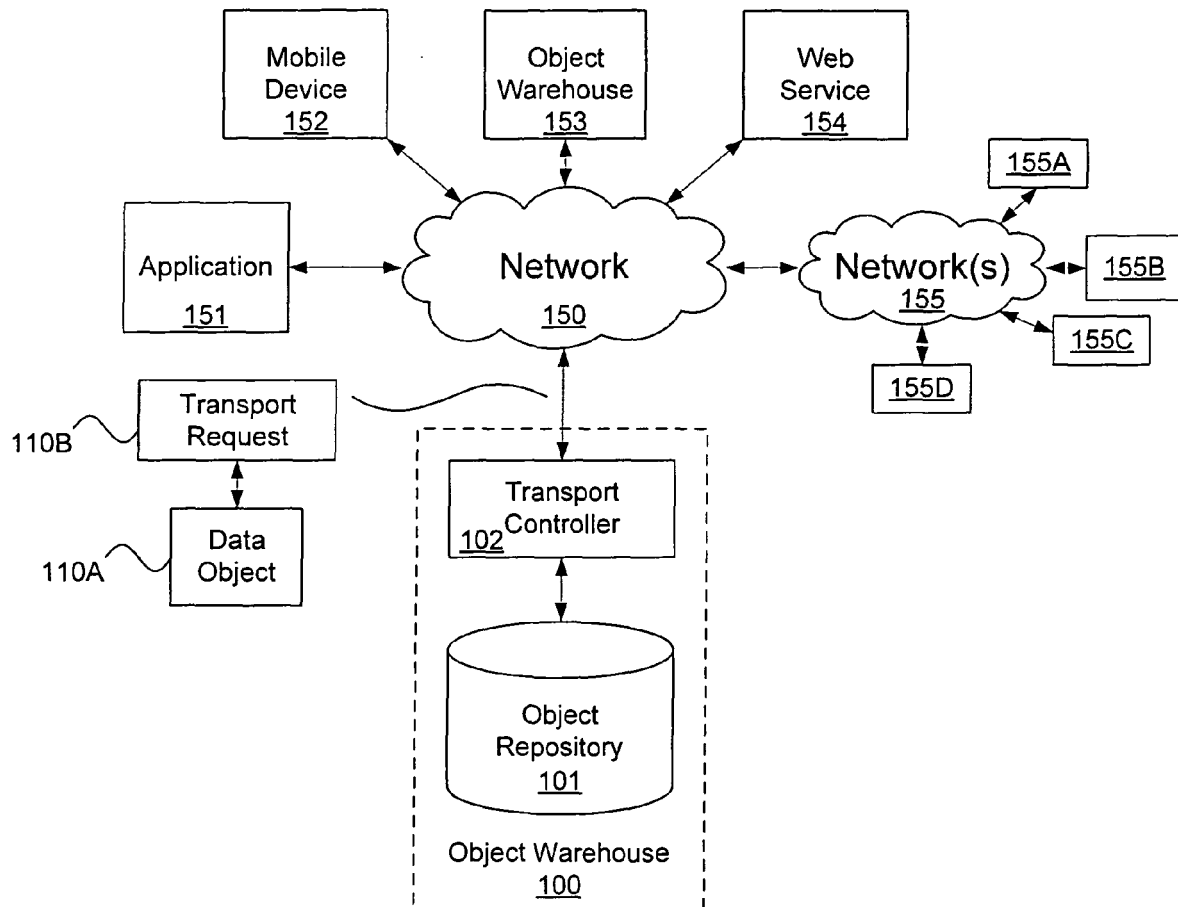 Mobile
Device
152
Object
Warehouse
153
Web
Service
154
155A
Application
151
Network
150
Network(s)
155
155B
155C
155D
Transport
Request
110B
Data
Object
110A
Transport
Controller
102
Object
Repository
101
Object Warehouse
100